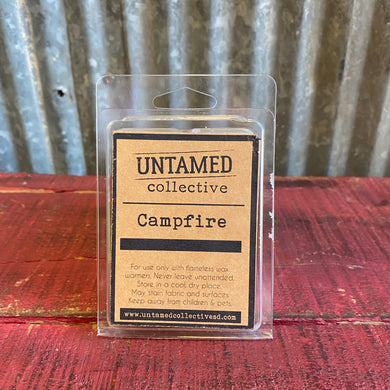 UNTAMED
collective
Campfire
For use only with flameless wax
warmers. Never leave unattended.
Store in a cool, dry place.
May stain fabric and surfaces
Keep away from children & pets.
www.untamedcollectivesd.com